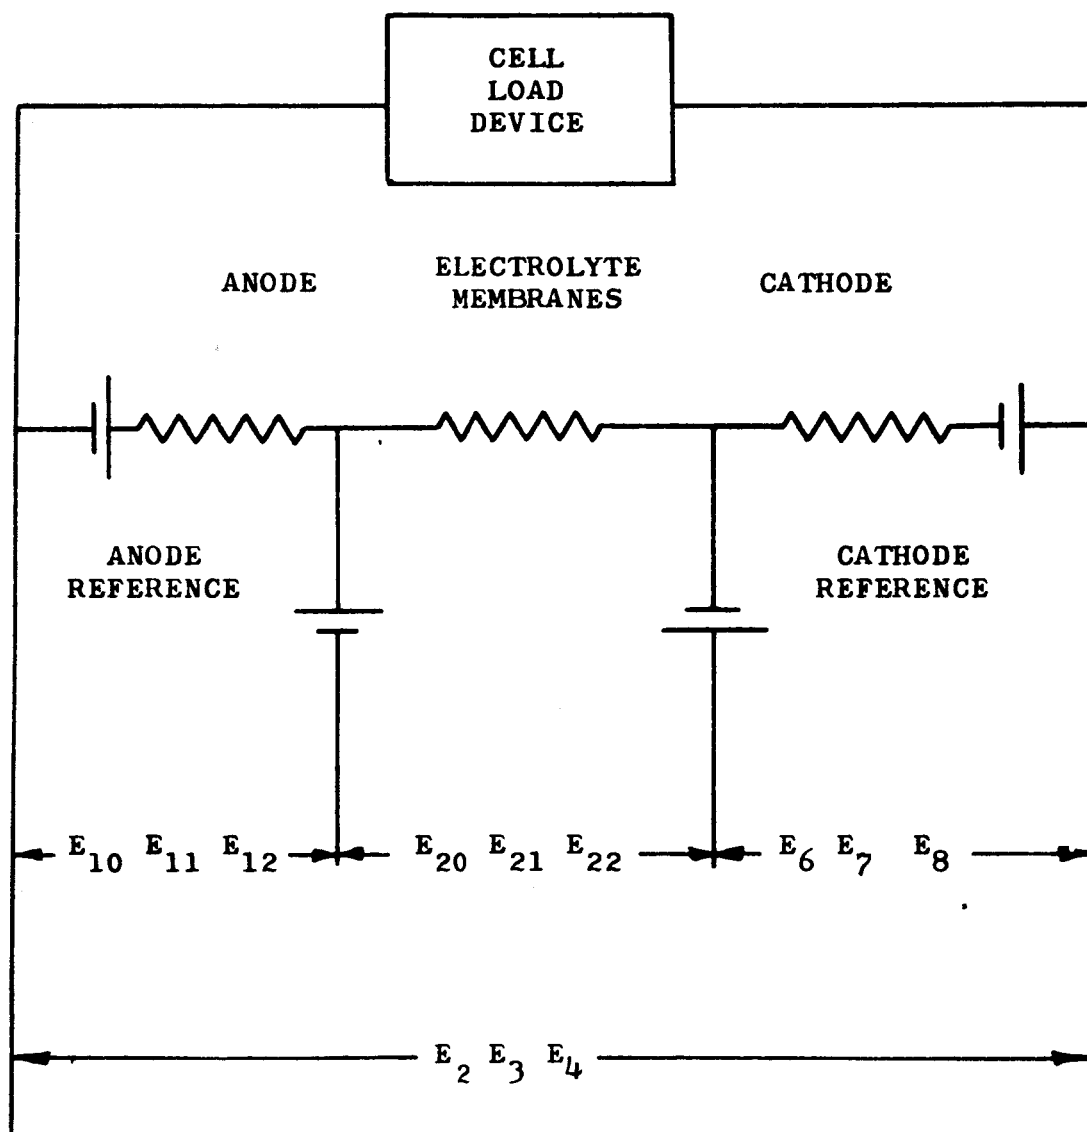 CELL
LOAD
DEVICE
ANODE
ELECTROLYTE
MEMBRANES
CATHODE
ANODE
REFERENCE
CATHODE
REFERENCE
E10 E11 E12
E20 E21 E22
E6 E7 E8
E2 E3 E4